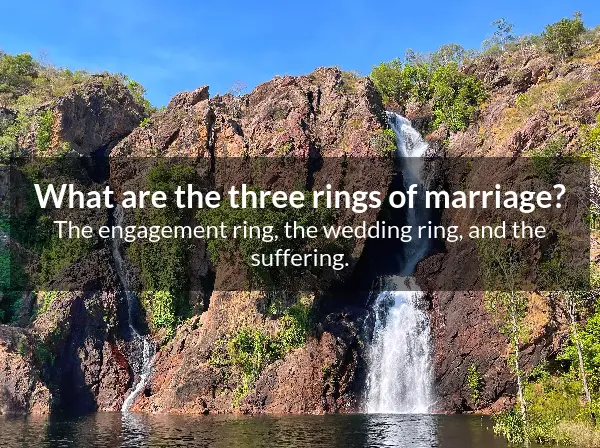 What are the three rings of marriage?
The engagement ring, the wedding ring, and the
suffering.